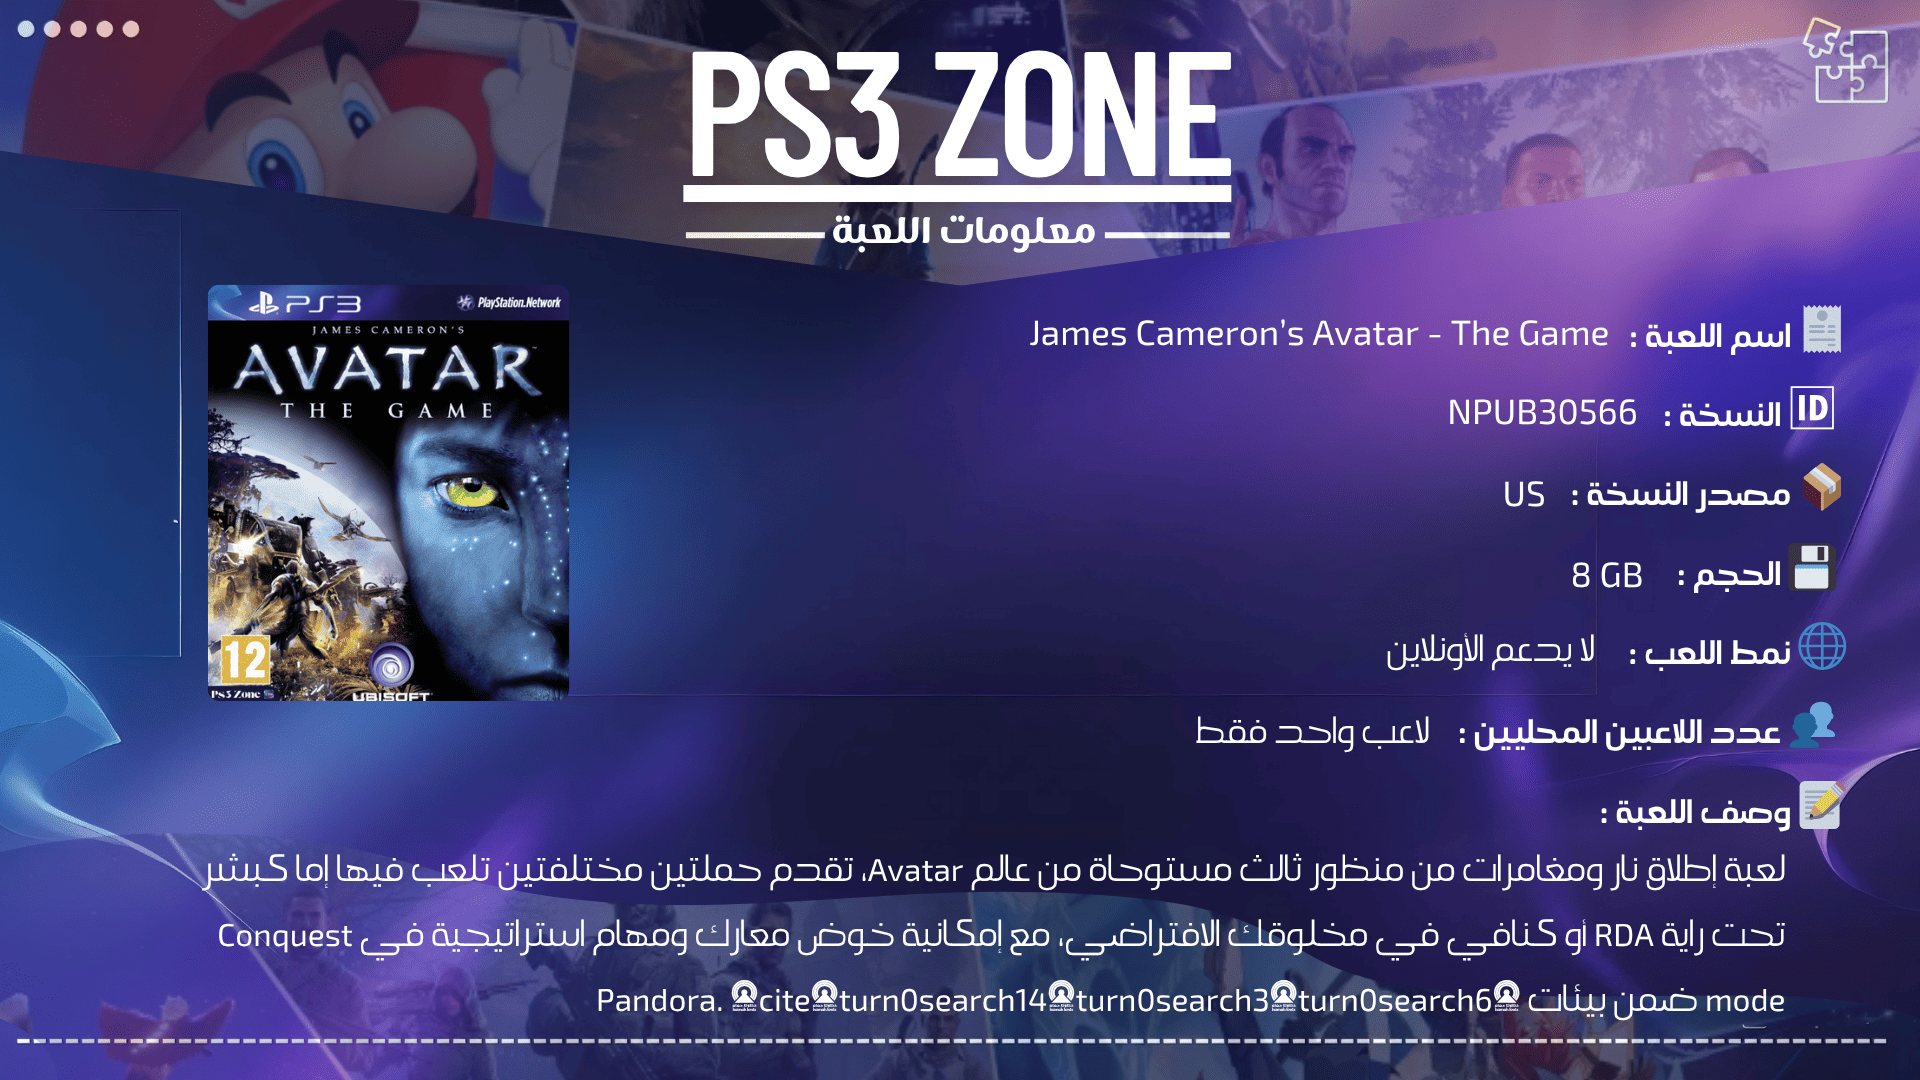 PS3 ZONE
معلومات اللعبة
PS3 PlayStation.Network
JAMES CAMERON'S
AVATAR
THE GAME
12
Ps3 Zone
UBISOFT
اسم اللعبة : James Cameron’s Avatar - The Game
ID النسخة : NPUB30566
مصدر النسخة : US
الحجم : 8 GB
نمط اللعب : لا يدعم الأونلاين
عدد اللاعبين المحليين : لاعب واحد فقط
وصف اللعبة :
لعبة إطلاق نار ومغامرات من منظور ثالث مستوحاة من عالم Avatar، تقدم حملتين مختلفتين تلعب فيها إما كبشر
تحت راية RDA أو كنافي في مخلوقك الافتراضي، مع إمكانية خوض معارك ومهام استراتيجية في Conquest
mode ضمن بيئات Pandora. citeturn0search14turn0search3turn0search6